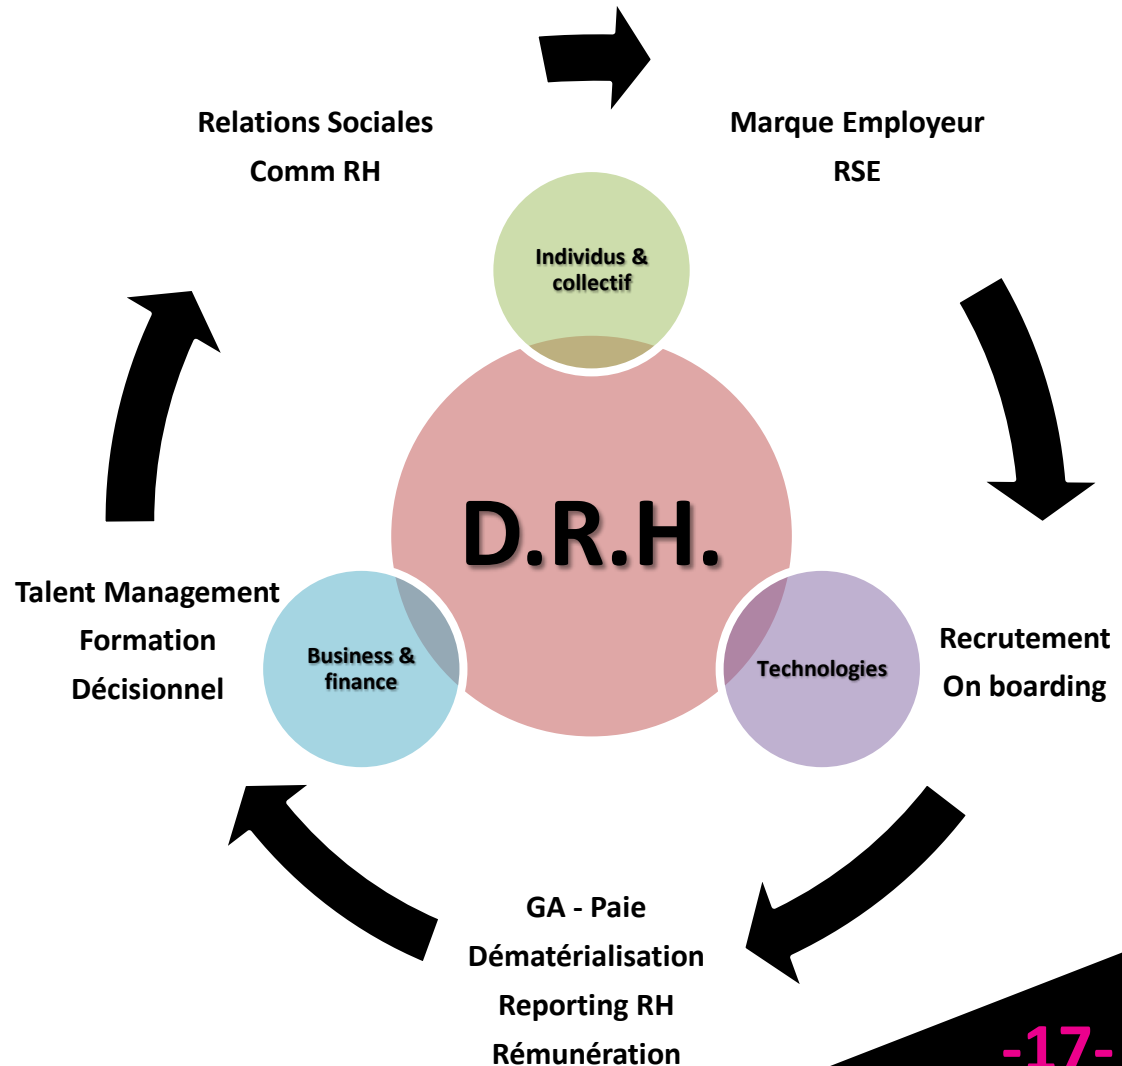 Relations Sociales
Comm RH
Marque Employeur
RSE
Individus &
collectif
D.R.H.
Talent Management
Formation
Décisionnel
Business &
finance
Technologies
Recrutement
On boarding
GA - Paie
Dématérialisation
Reporting RH
Rémunération
-17-